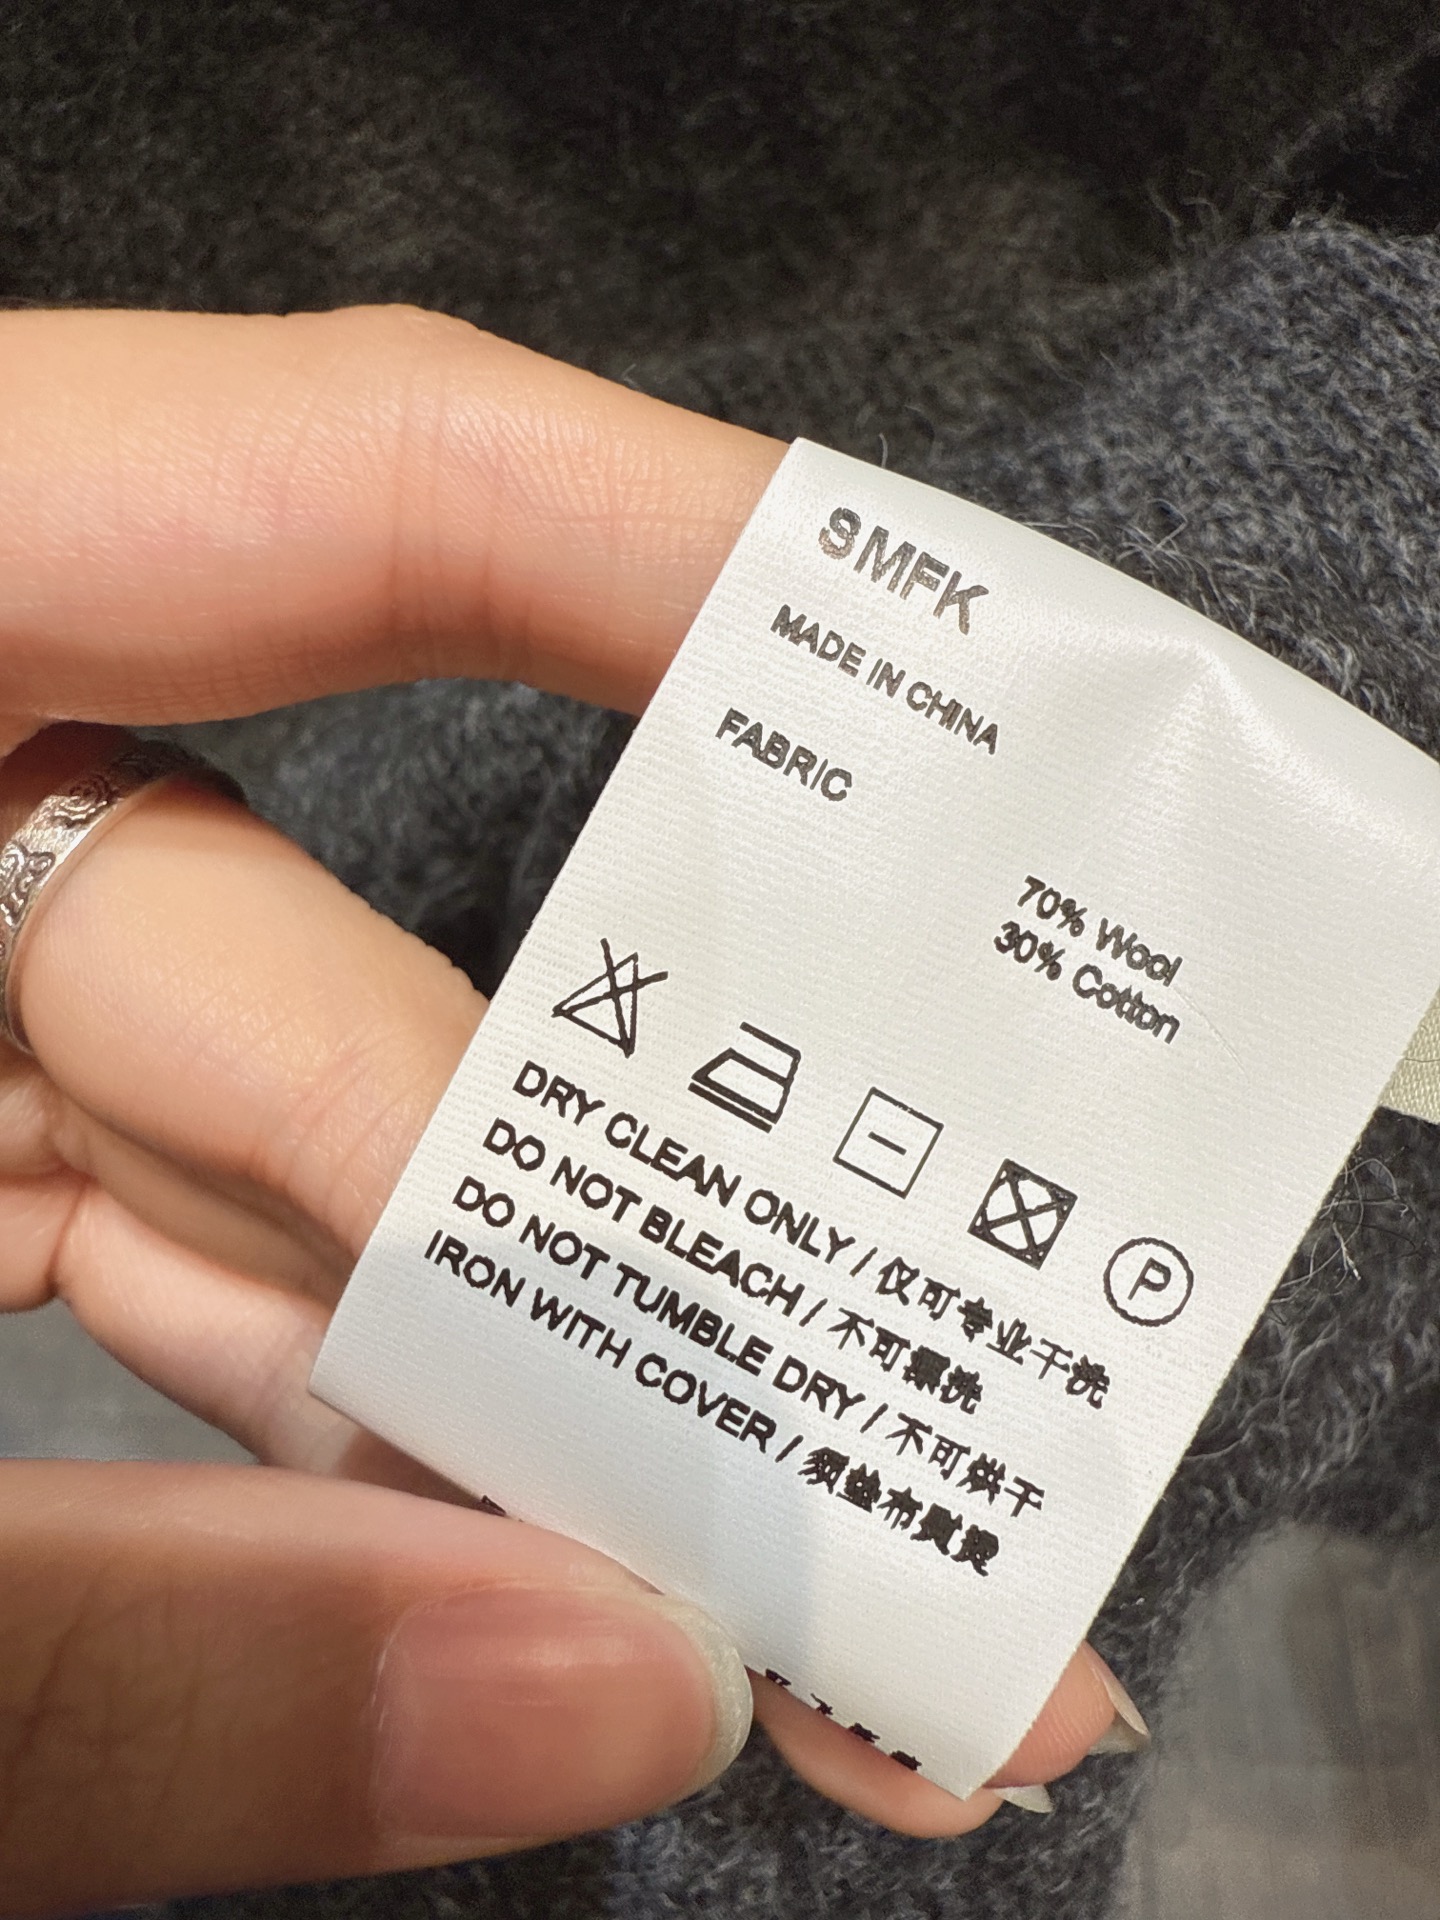 SMFK
MADE IN CHINA
FABRIC
70% Wool
30% Cotton
P
DRY CLEAN ONLY / 仅可专业干洗
DO NOT BLEACH / 不可漂洗
DO NOT TUMBLE DRY / 不可烘干
IRON WITH COVER / 须垫布熨烫